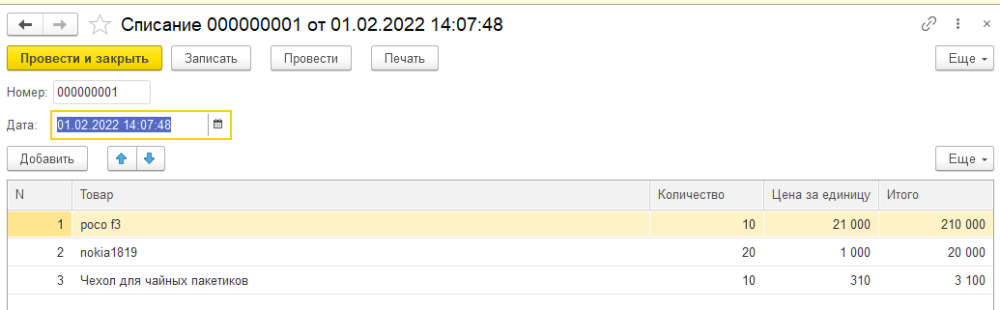 Списание 000000001 от 01.02.2022 14:07:48
Провести и закрыть Записать Провести Печать Еще
Номер: 000000001
Дата: 01.02.2022 14:07:48
Добавить Еще
N Товар Количество Цена за единицу Итого
1 poco f3 10 21 000 210 000
2 nokia1819 20 1 000 20 000
3 Чехол для чайных пакетиков 10 310 3 100